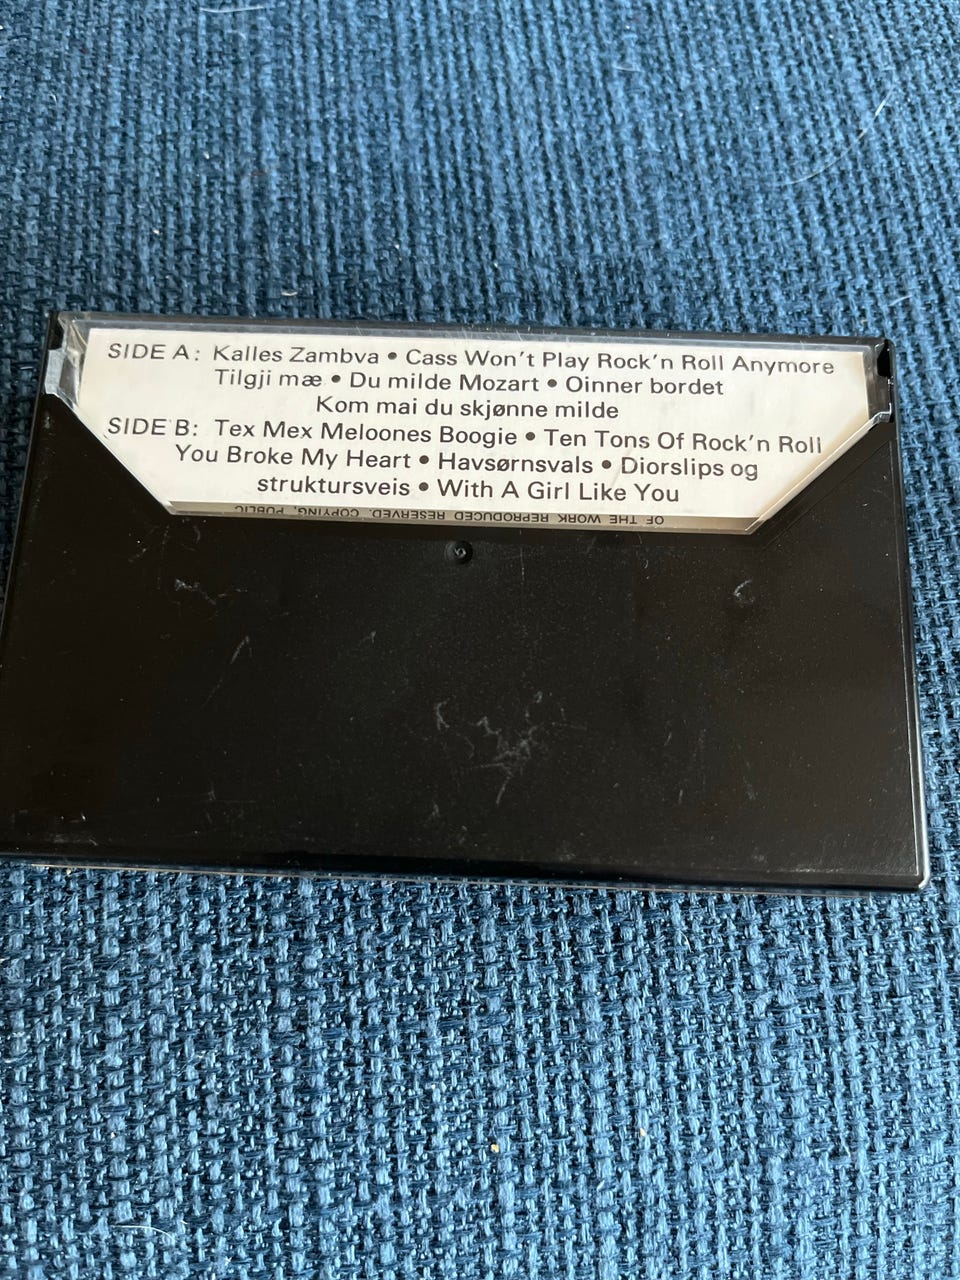 SIDE A: Kalles Zambva • Cass Won't Play Rock'n Roll Anymore
Tilgji mæ • Du milde Mozart • Oinner bordet
Kom mai du skjønne milde
SIDE B: Tex Mex Meloones Boogie • Ten Tons Of Rock'n Roll
You Broke My Heart • Havsørnsvals • Diorslips og
struktursveis • With A Girl Like You
OF THE WORK REPRODUCED RESERVED. COPYING, PUBLIC